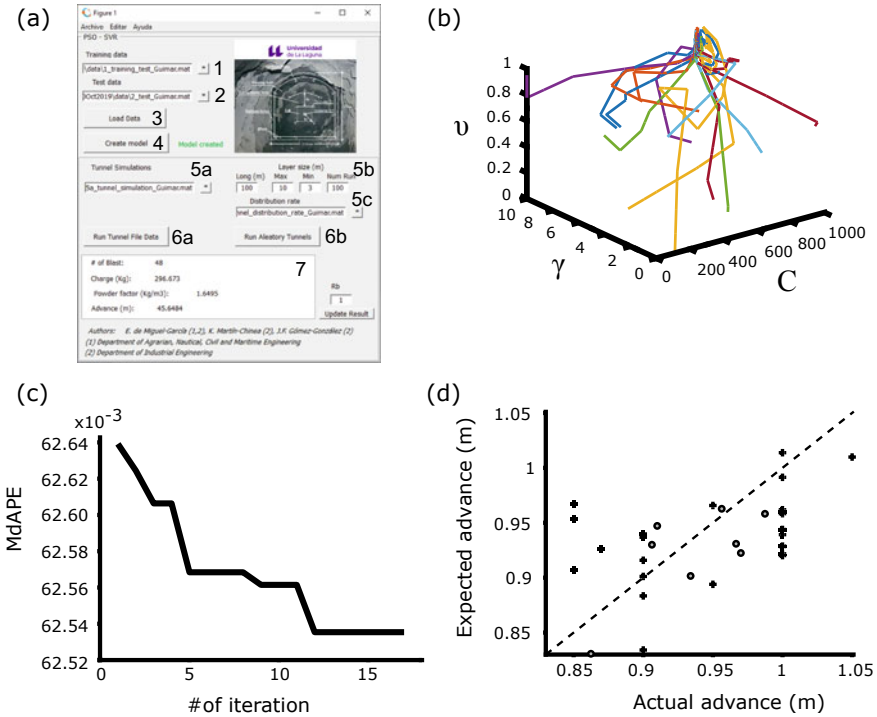 (a)
Figure 1
Archivo Editar Ayuda
PSO - SVR
Training data
\data\1_training_test_Guimar.mat
1
Test data
0Oct2019\data\2_test_Guimar.mat
2
Load Data
3
Create model
4
Model created
Universidad
de La Laguna
Tunnel Simulations
5a
5a_tunnel_simulation_Guimar.mat
Layer size (m)
5b
Long (m) Max Min Num Run
100 10 3 100
Distribution rate
5c
nnel_distribution_rate_Guimar.mat
Run Tunnel File Data
6a
Run Aleatory Tunnels
6b
7
# of Blast: 48
Charge (Kg): 296.673
Powder factor (Kg/m3): 1.6495
Advance (m): 45.6484
Rb
1
Update Result
Authors: E. de Miguel-García (1,2), K. Martín-Chinea (2), J.F. Gómez-González (2)
(1) Department of Agrarian, Nautical, Civil and Maritime Engineering
(2) Department of Industrial Engineering
(b)
1
0.8
0.6
0.4
0.2
0
υ
10
8
6
4
2
0
γ
0
200
400
600
800
1000
C
(c)
x10⁻³
62.64
62.60
62.56
62.54
62.52
MdAPE
0 5 10 15
#of iteration
(d)
1.05
1
0.95
0.9
0.85
Expected advance (m)
0.85 0.9 0.95 1 1.05
Actual advance (m)